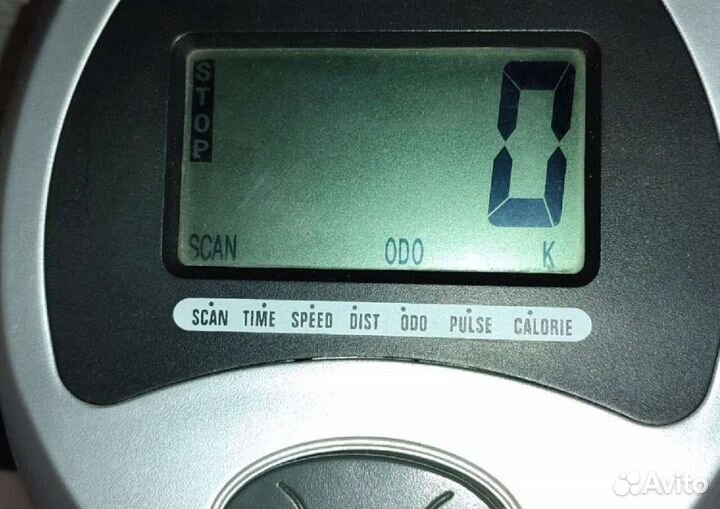 STOP
0
SCAN ODO K
SCAN TIME SPEED DIST ODO PULSE CALORIE
Avito